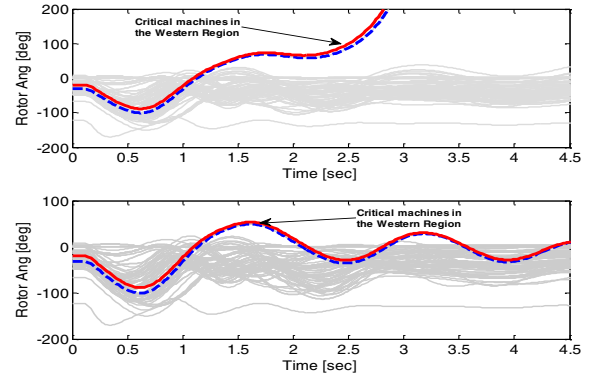 200
100
0
-100
-200
Rotor Ang [deg]
Critical machines in
the Western Region
0 0.5 1 1.5 2 2.5 3 3.5 4 4.5
Time [sec]
100
0
-100
-200
Rotor Ang [deg]
Critical machines in
the Western Region
0 0.5 1 1.5 2 2.5 3 3.5 4 4.5
Time [sec]